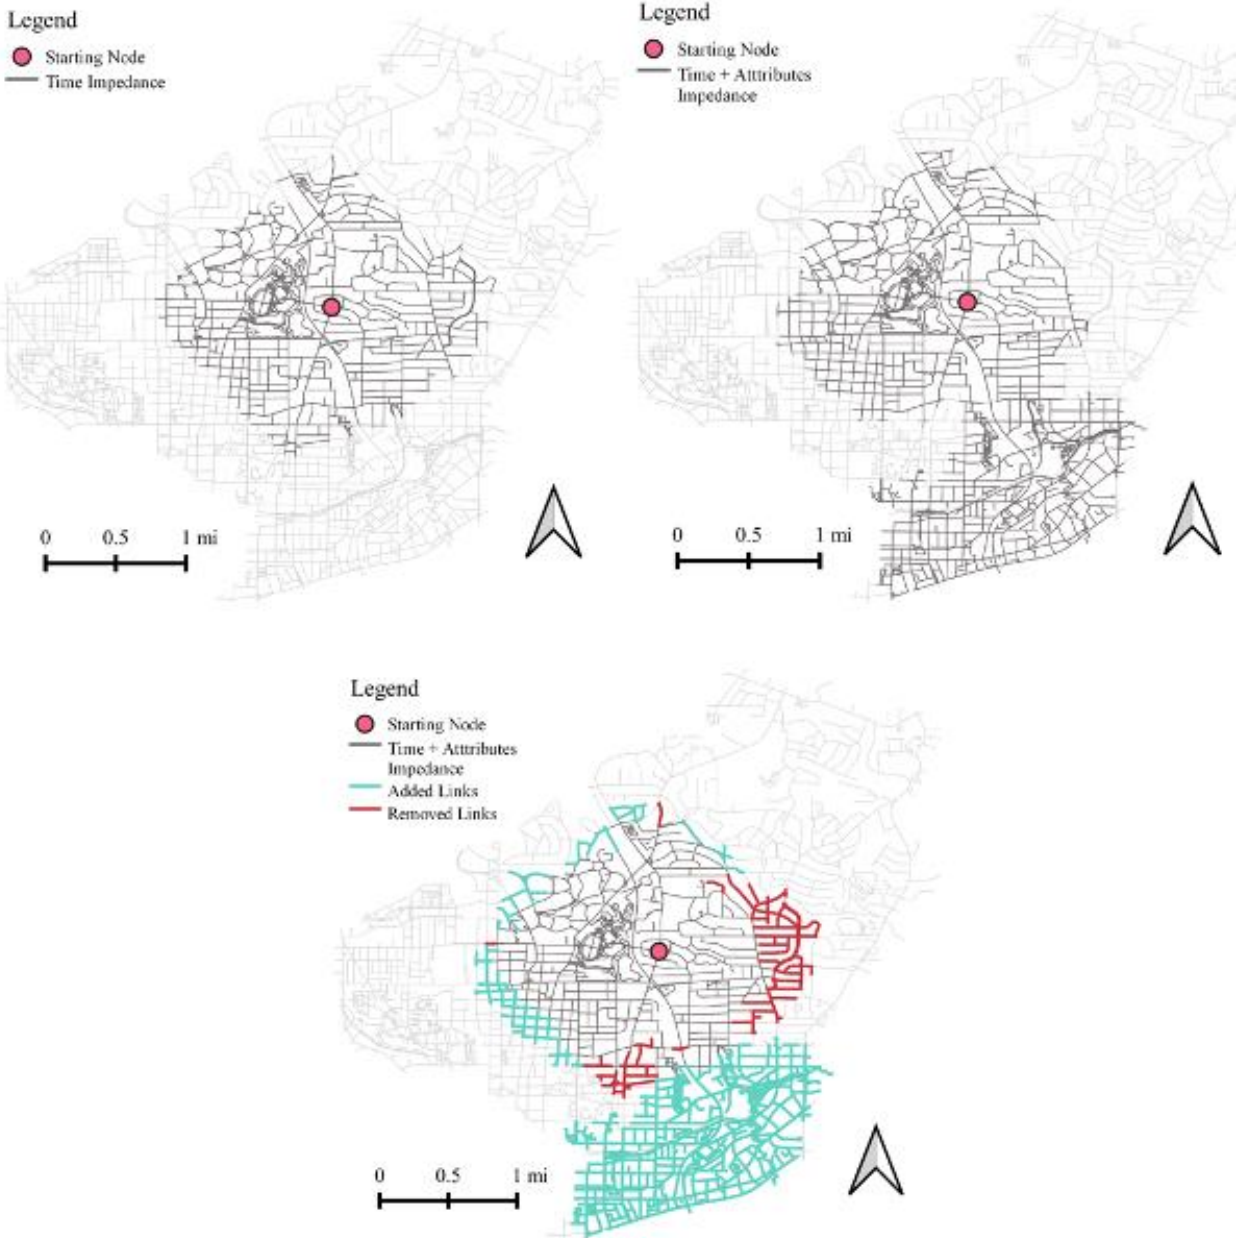 Legend
Starting Node
Time Impedance
0 0.5 1 mi
Legend
Starting Node
Time + Atttributes
Impedance
0 0.5 1 mi
Legend
Starting Node
Time + Atttributes
Impedance
Added Links
Removed Links
0 0.5 1 mi